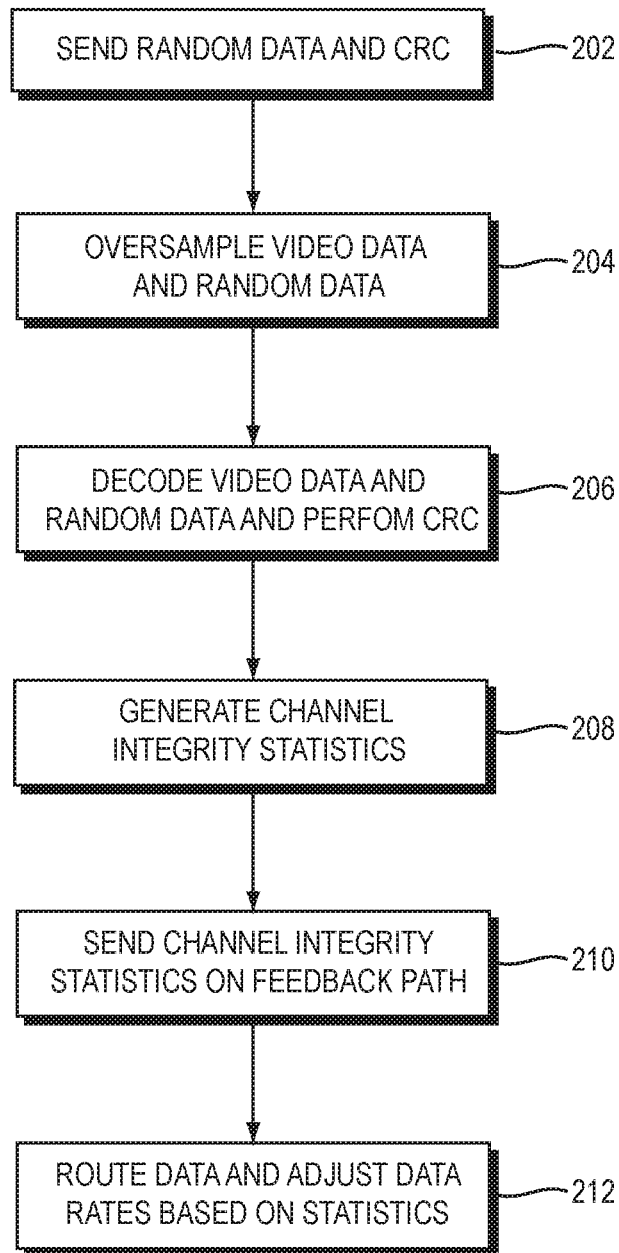 SEND RANDOM DATA AND CRC
202
OVERSAMPLE VIDEO DATA
AND RANDOM DATA
204
DECODE VIDEO DATA AND
RANDOM DATA AND PERFOM CRC
206
GENERATE CHANNEL
INTEGRITY STATISTICS
208
SEND CHANNEL INTEGRITY
STATISTICS ON FEEDBACK PATH
210
ROUTE DATA AND ADJUST DATA
RATES BASED ON STATISTICS
212